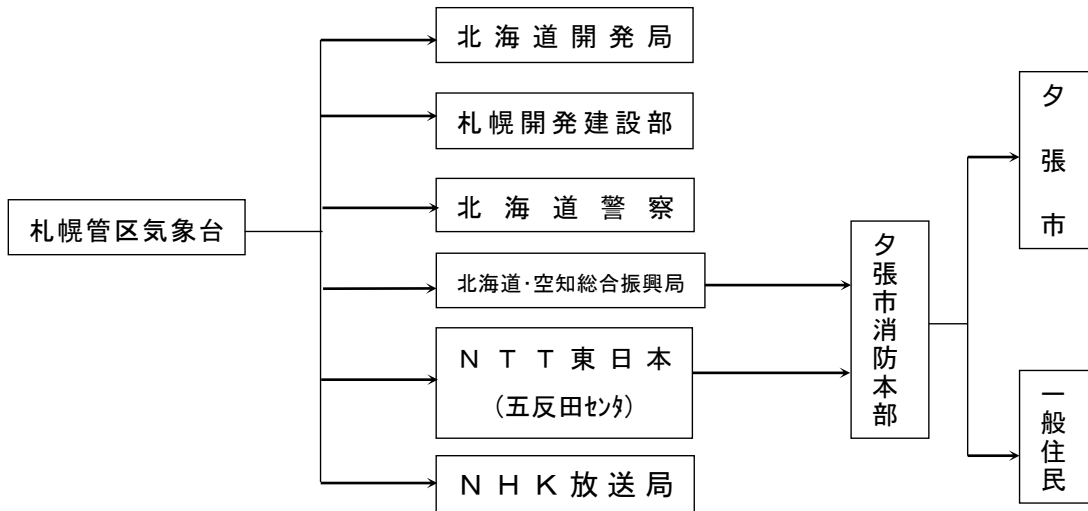 札幌管区気象台
北海道開発局
札幌開発建設部
北海道警察
北海道・空知総合振興局
ＮＴＴ東日本
(五反田ｾﾝﾀ)
ＮＨＫ放送局
夕張市消防本部
夕張市
一般住民